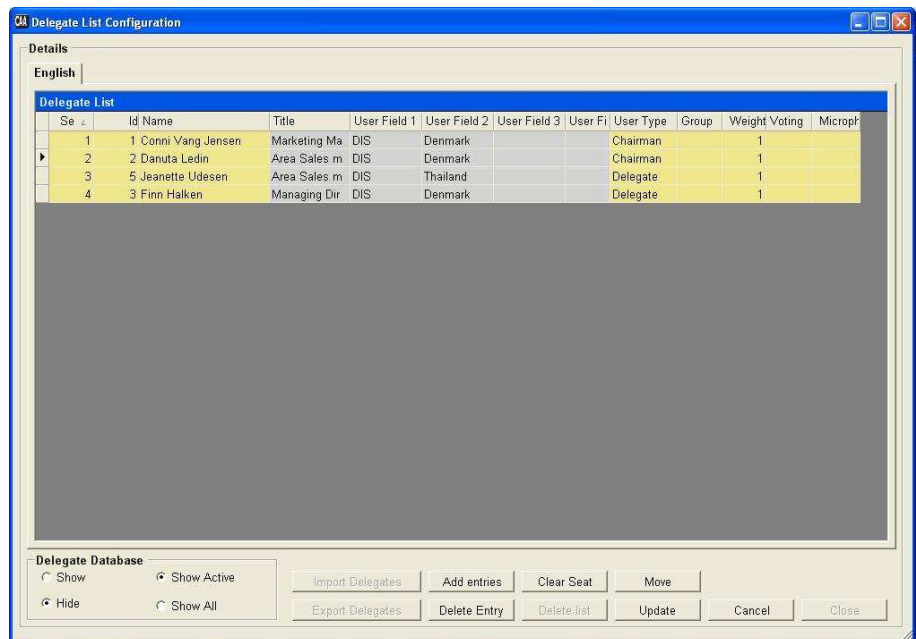 CAA Delegate List Configuration
Details
English
Delegate List
Se Id Name Title User Field 1 User Field 2 User Field 3 User Fi User Type Group Weight Voting Microph
1 1 Conni Vang Jensen Marketing Ma DIS Denmark Chairman 1
2 2 Danuta Ledin Area Sales m DIS Denmark Chairman 1
3 5 Jeanette Udesen Area Sales m DIS Thailand Delegate 1
4 3 Finn Halken Managing Dir DIS Denmark Delegate 1
Delegate Database
Show Show Active Import Delegates Add entries Clear Seat Move
Hide Show All Export Delegates Delete Entry Delete list Update Cancel Close